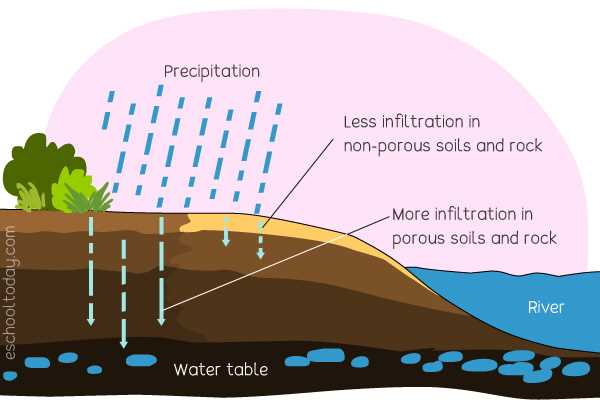 Precipitation
Less infiltration in
non-porous soils and rock
More infiltration in
porous soils and rock
River
Water table
eschooltoday.com